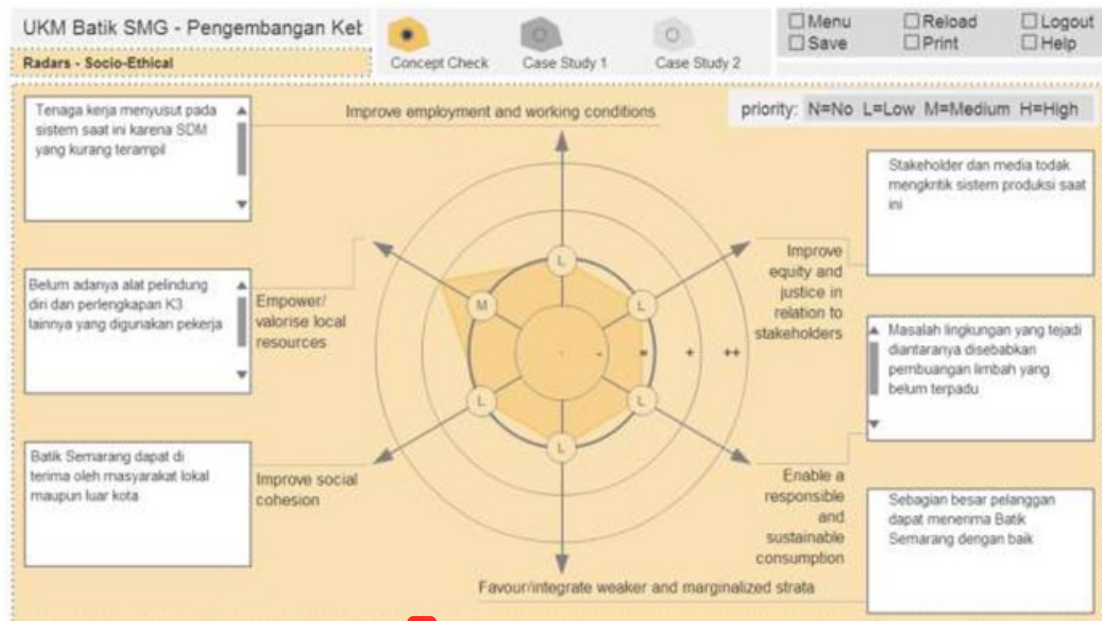 UKM Batik SMG - Pengembangan Ket
Radars - Socio-Ethical
Concept Check
Case Study 1
Case Study 2
Menu
Reload
Logout
Save
Print
Help
priority: N=No L=Low M=Medium H=High
Tenaga kerja menyusut pada
sistem saat ini karena SDM
yang kurang terampil
Improve employment and working conditions
Stakeholder dan media todak
mengkritik sistem produksi saat
ini
Belum adanya alat pelindung
diri dan perlengkapan K3
lainnya yang digunakan pekerja
Empower/
valorise local
resources
Improve
equity and
justice in
relation to
stakeholders
Masalah lingkungan yang tejadi
diantaranya disebabkan
pembuangan limbah yang
belum terpadu
L
M
L
- = + ++
L
L
L
Batik Semarang dapat di
terima oleh masyarakat lokal
maupun luar kota
Improve social
cohesion
Enable a
responsible
and
sustainable
consumption
Sebagian besar pelanggan
dapat menerima Batik
Semarang dengan baik
Favour/integrate weaker and marginalized strata